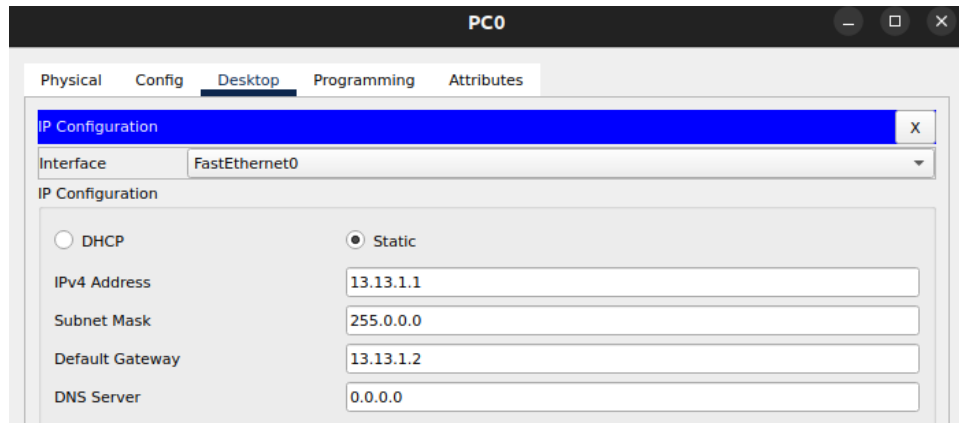 PC0
Physical Config Desktop Programming Attributes
IP Configuration X
Interface FastEthernet0
IP Configuration
DHCP Static
IPv4 Address 13.13.1.1
Subnet Mask 255.0.0.0
Default Gateway 13.13.1.2
DNS Server 0.0.0.0